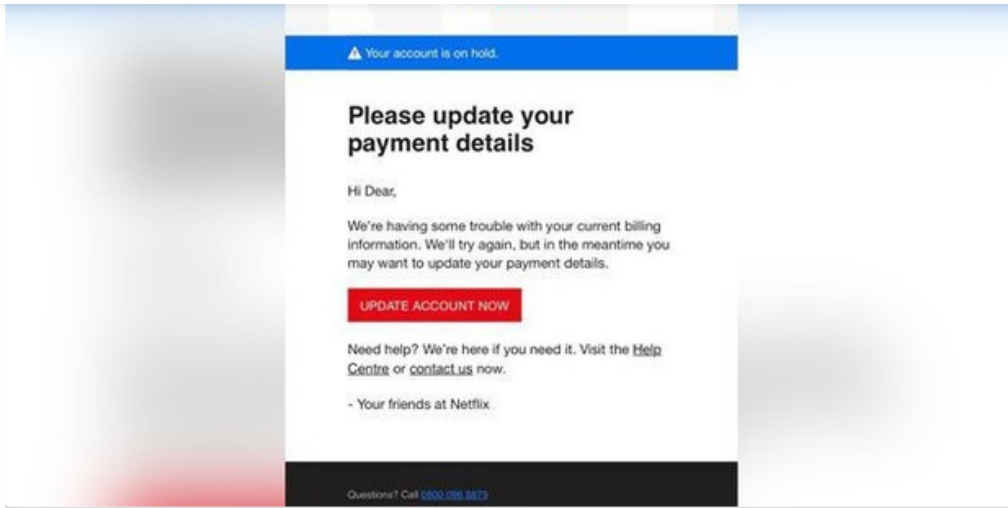 Your account is on hold.
Please update your
payment details
Hi Dear,
We're having some trouble with your current billing
information. We'll try again, but in the meantime you
may want to update your payment details.
UPDATE ACCOUNT NOW
Need help? We're here if you need it. Visit the Help
Centre or contact us now.
- Your friends at Netflix
Questions? Call 0800 096 8879